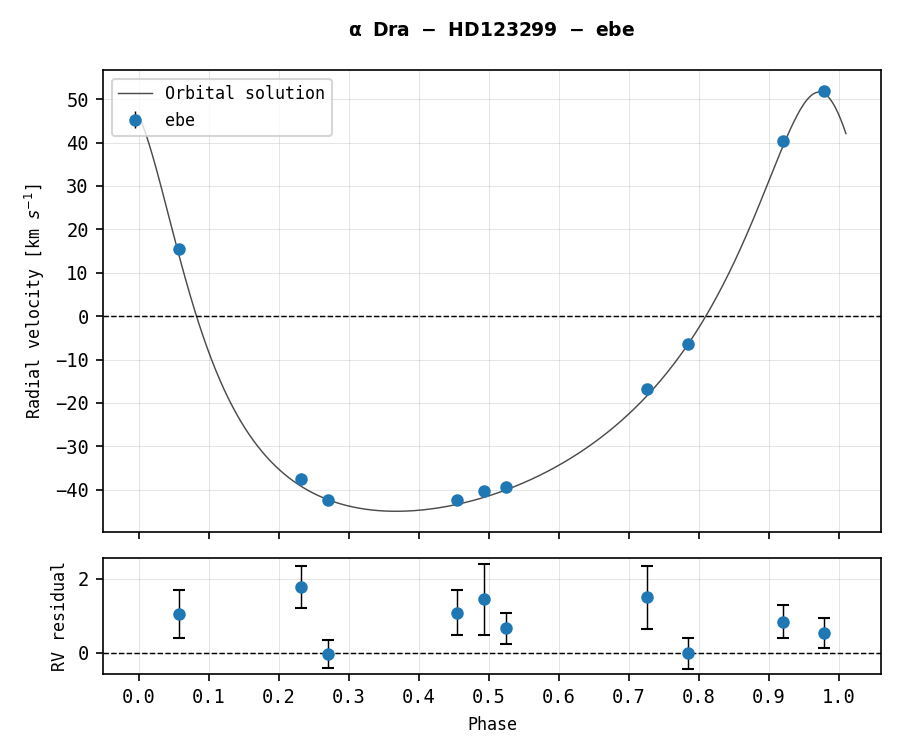 α Dra − HD123299 − ebe
Orbital solution
ebe
Radial velocity [km s⁻¹]
50
40
30
20
10
0
−10
−20
−30
−40
RV residual
2
0
0.0 0.1 0.2 0.3 0.4 0.5 0.6 0.7 0.8 0.9 1.0
Phase